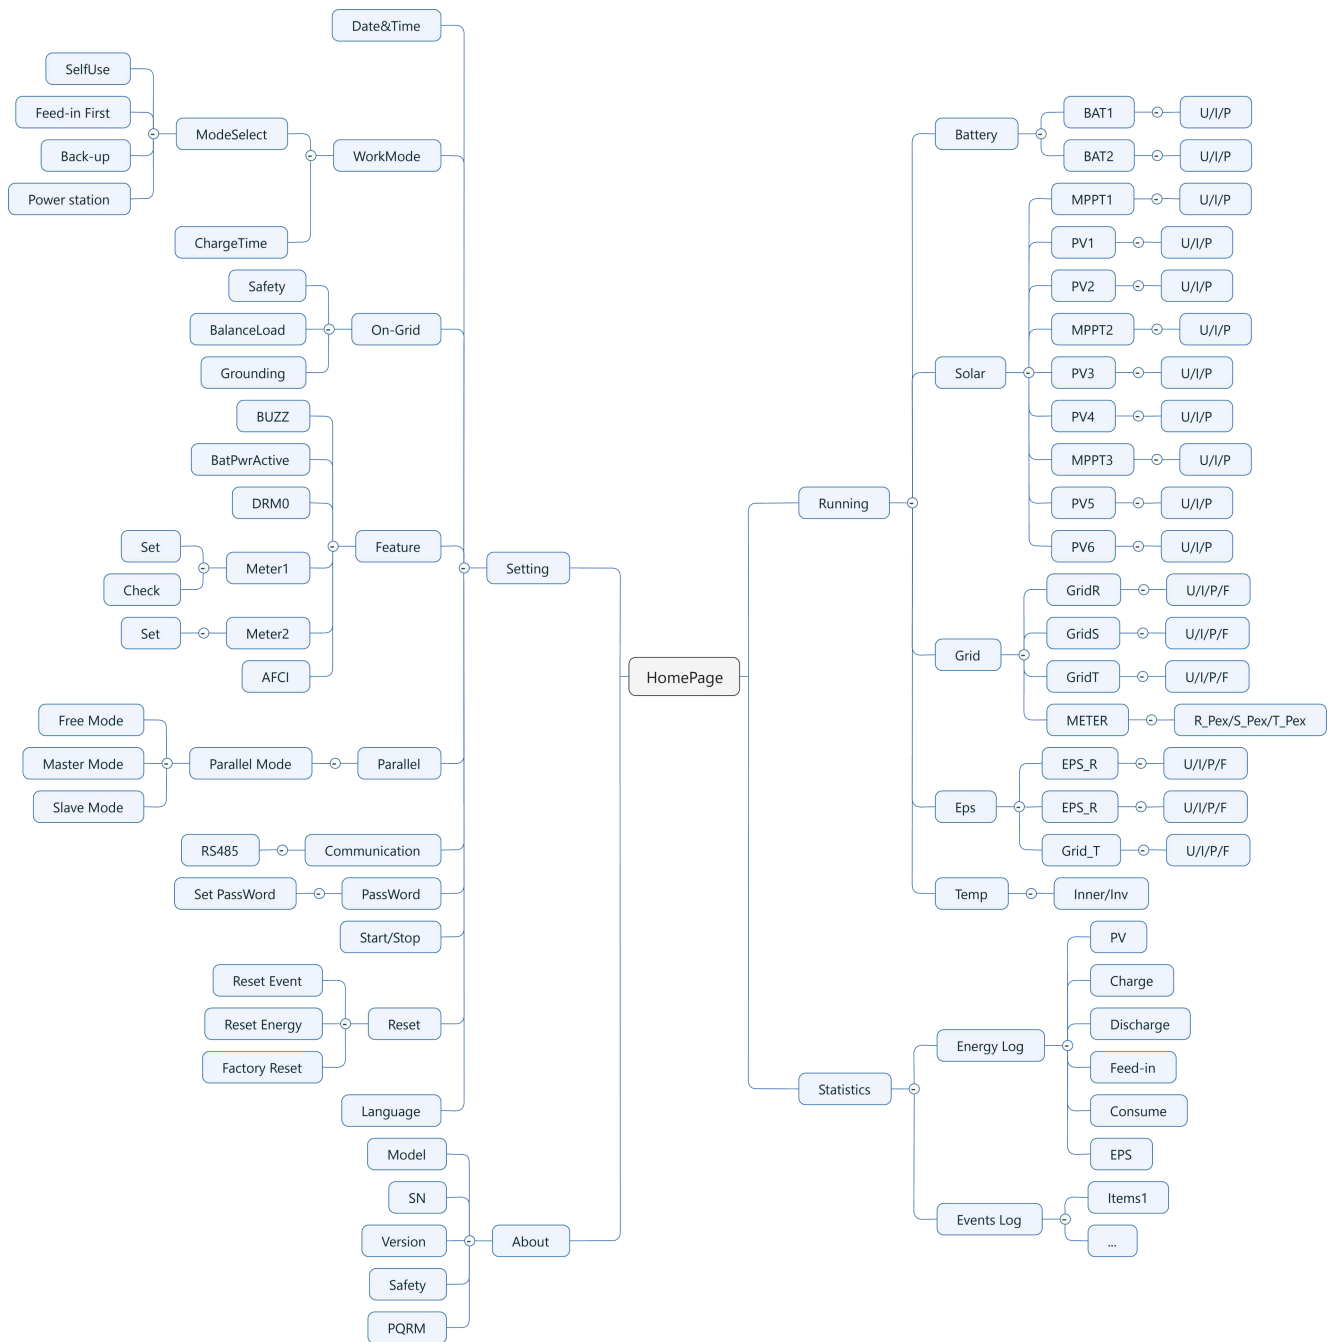 HomePage
Setting
Date&Time
WorkMode
ModeSelect
SelfUse
Feed-in First
Back-up
Power station
ChargeTime
On-Grid
Safety
BalanceLoad
Grounding
Feature
BUZZ
BatPwrActive
DRM0
Meter1
Set
Check
Meter2
Set
AFCI
Parallel
Parallel Mode
Free Mode
Master Mode
Slave Mode
Communication
RS485
PassWord
Set PassWord
Start/Stop
Reset
Reset Event
Reset Energy
Factory Reset
Language
About
Model
SN
Version
Safety
PQRM
Running
Battery
BAT1
U/I/P
BAT2
U/I/P
Solar
MPPT1
U/I/P
PV1
U/I/P
PV2
U/I/P
MPPT2
U/I/P
PV3
U/I/P
PV4
U/I/P
MPPT3
U/I/P
PV5
U/I/P
PV6
U/I/P
Grid
GridR
U/I/P/F
GridS
U/I/P/F
GridT
U/I/P/F
METER
R_Pex/S_Pex/T_Pex
Eps
EPS_R
U/I/P/F
EPS_R
U/I/P/F
Grid_T
U/I/P/F
Temp
Inner/Inv
Statistics
Energy Log
PV
Charge
Discharge
Feed-in
Consume
EPS
Events Log
Items1
...